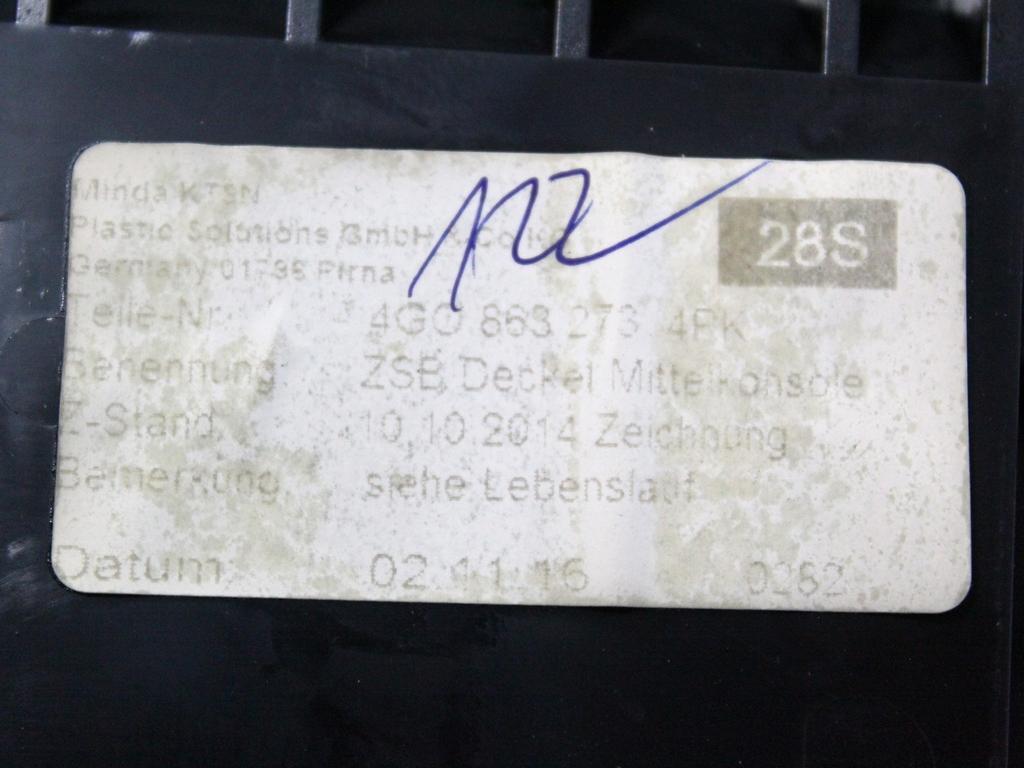 Minda KTSN
Plastic Solutions GmbH & Co. KG
28S
Germany 01796 Pirna
Teile-Nr. 4G0 863 273 4PK
Benennung ZSB Deckel Mittelkonsole
Z-Stand 10.10.2014 Zeichnung
Bemerkung siehe Lebenslauf
Datum 02.11.16 0282